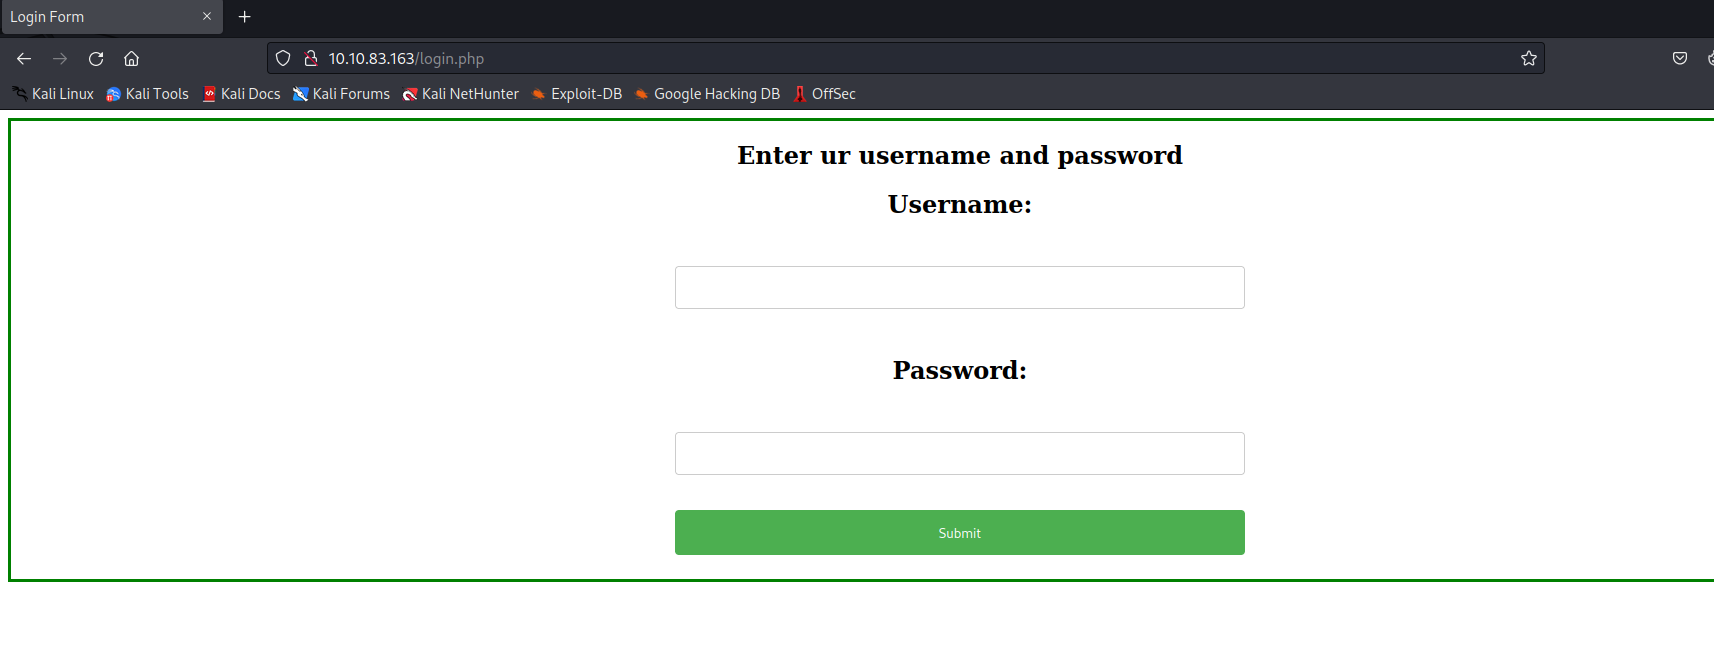 Login Form
10.10.83.163/login.php
Kali Linux Kali Tools Kali Docs Kali Forums Kali NetHunter Exploit-DB Google Hacking DB OffSec
Enter ur username and password
Username:
Password:
Submit